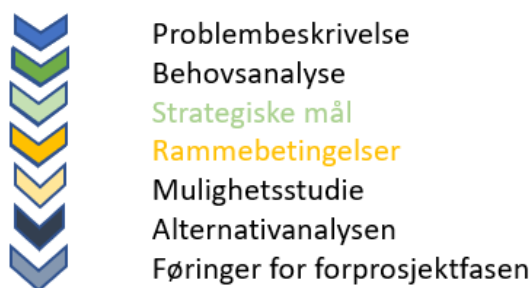 Problembeskrivelse
Behovsanalyse
Strategiske mål
Rammebetingelser
Mulighetsstudie
Alternativanalysen
Føringer for forprosjektfasen